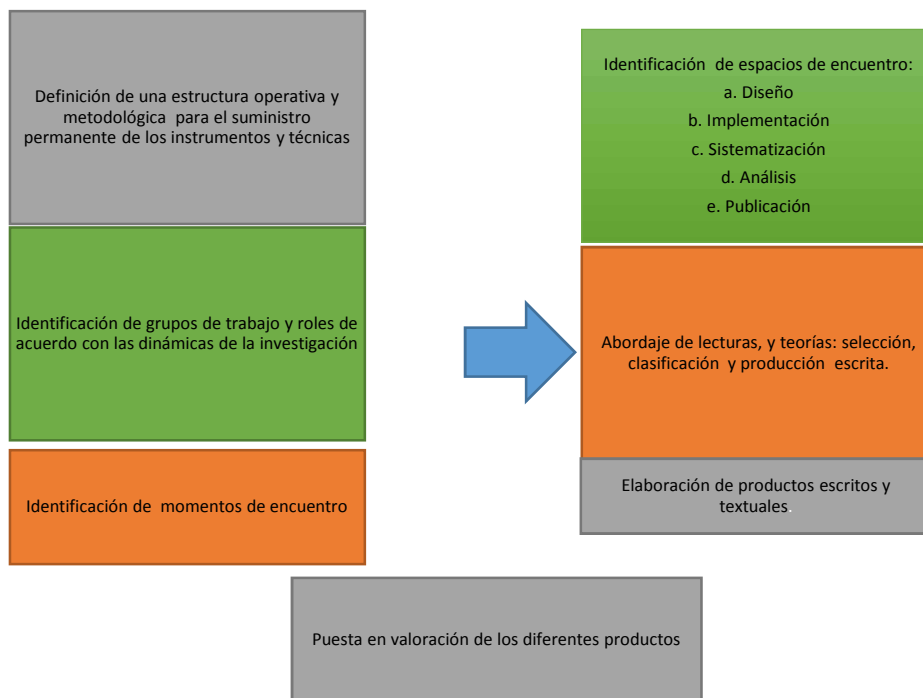 Definición de una estructura operativa y
metodológica para el suministro
permanente de los instrumentos y técnicas
Identificación de grupos de trabajo y roles de
acuerdo con las dinámicas de la investigación
Identificación de momentos de encuentro
Identificación de espacios de encuentro:
a. Diseño
b. Implementación
c. Sistematización
d. Análisis
e. Publicación
Abordaje de lecturas, y teorías: selección,
clasificación y producción escrita.
Elaboración de productos escritos y
textuales.
Puesta en valoración de los diferentes productos